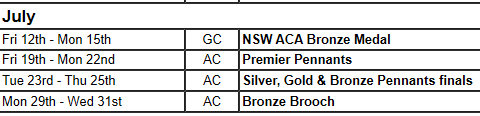 July
Fri 12th - Mon 15th GC NSW ACA Bronze Medal
Fri 19th - Mon 22nd AC Premier Pennants
Tue 23rd - Thu 25th AC Silver, Gold & Bronze Pennants finals
Mon 29th - Wed 31st AC Bronze Brooch